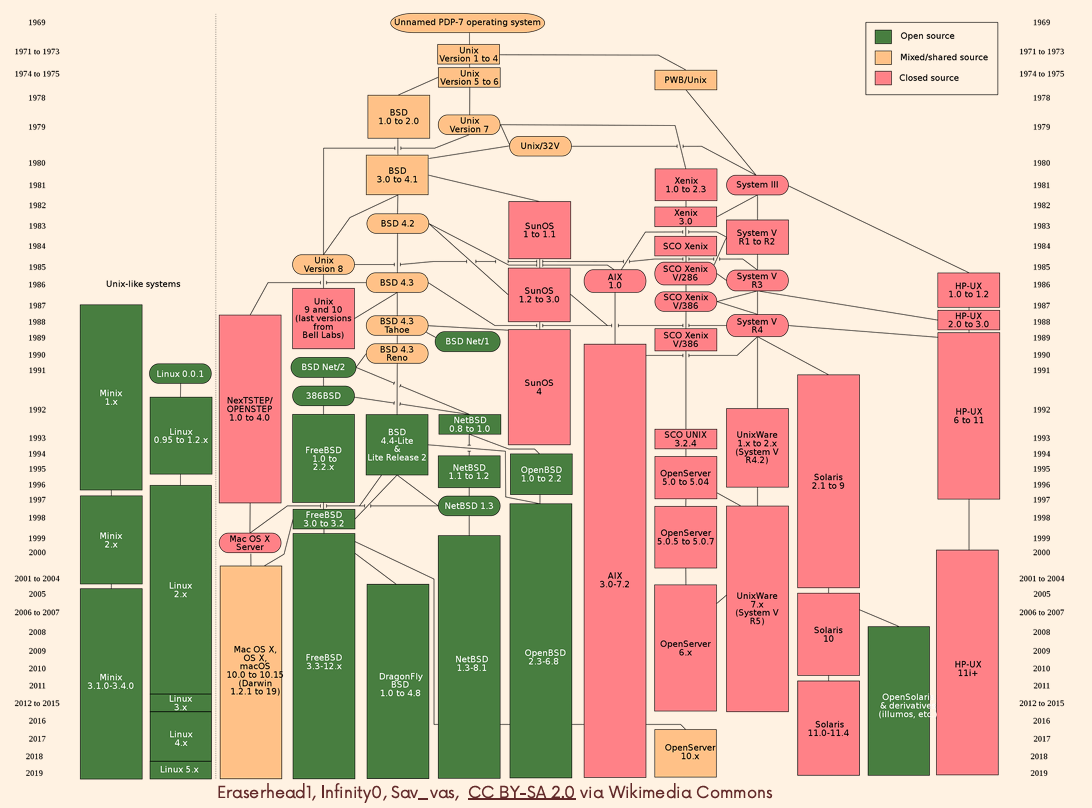 1969
Unnamed PDP-7 operating system
1969
Open source
Mixed/shared source
Closed source
1971 to 1973
Unix
Version 1 to 4
1971 to 1973
1974 to 1975
Unix
Version 5 to 6
PWB/Unix
1974 to 1975
1978
BSD
1.0 to 2.0
1978
1979
Unix
Version 7
1979
Unix/32V
1980
BSD
3.0 to 4.1
1980
1981
Xenix
1.0 to 2.3
System III
1981
1982
Xenix
3.0
1982
1983
BSD 4.2
SunOS
1 to 1.1
System V
R1 to R2
1983
1984
SCO Xenix
1984
1985
Unix
Version 8
SCO Xenix
V/286
1985
Unix-like systems
1986
BSD 4.3
AIX
1.0
System V
R3
HP-UX
1.0 to 1.2
1986
1987
Unix
9 and 10
(last versions
from
Bell Labs)
SunOS
1.2 to 3.0
SCO Xenix
V/386
1987
1988
BSD 4.3
Tahoe
System V
R4
HP-UX
2.0 to 3.0
1988
1989
BSD Net/1
SCO Xenix
V/386
1989
1990
BSD 4.3
Reno
1990
1991
Linux 0.0.1
BSD Net/2
1991
Minix
1.x
NexTSTEP/
OPENSTEP
1.0 to 4.0
386BSD
SunOS
4
1992
HP-UX
6 to 11
1992
Linux
0.95 to 1.2.x
BSD
4.4-Lite
&
Lite Release 2
NetBSD
0.8 to 1.0
1993
SCO UNIX
3.2.4
UnixWare
1.x to 2.x
(System V
R4.2)
1993
1994
FreeBSD
1.0 to
2.2.x
1994
1995
NetBSD
1.1 to 1.2
OpenBSD
1.0 to 2.2
OpenServer
5.0 to 5.04
Solaris
2.1 to 9
1995
1996
1996
1997
NetBSD 1.3
1997
1998
FreeBSD
3.0 to 3.2
1998
1999
Minix
2.x
Mac OS X
Server
OpenServer
5.0.5 to 5.0.7
1999
2000
2000
2001 to 2004
Linux
2.x
AIX
3.0-7.2
2001 to 2004
2005
UnixWare
7.x
(System V
R5)
2005
2006 to 2007
2006 to 2007
2008
Solaris
10
2008
2009
Mac OS X,
OS X,
macOS
10.0 to 10.15
(Darwin
1.2.1 to 19)
FreeBSD
3.3-12.x
NetBSD
1.3-8.1
OpenBSD
2.3-6.8
OpenServer
6.x
2009
2010
Minix
3.1.0-3.4.0
DragonFly
BSD
1.0 to 4.8
HP-UX
11i+
2010
2011
2011
2012 to 2015
Linux
3.x
OpenSolari
& derivative
(illumos, etc
2012 to 2015
2016
Solaris
11.0-11.4
2016
2017
Linux
4.x
OpenServer
10.x
2017
2018
2018
2019
Linux 5.x
2019
Eraserhead1, Infinity0, Sav_vas, CC BY-SA 2.0 via Wikimedia Commons